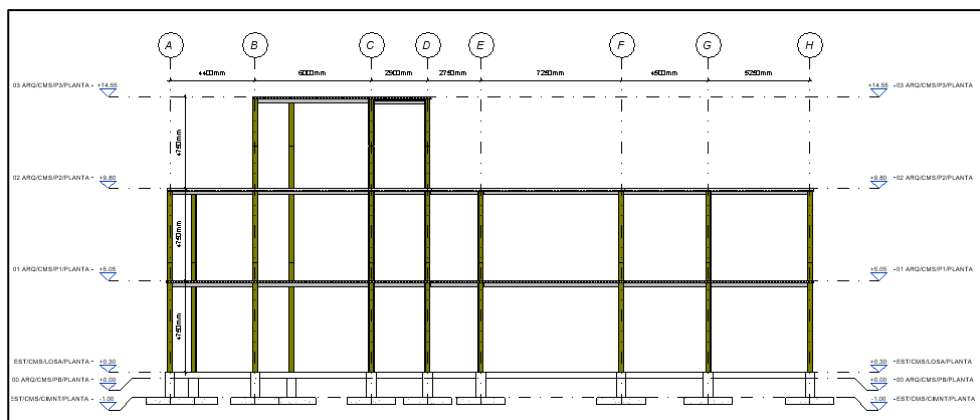 A B C D E F G H
4400mm 6000mm 2900mm 2750mm 7250mm 4500mm 5250mm
03 ARQ/CMS/P3/PLANTA - +14.55
+14.55 -03 ARQ/CMS/P3/PLANTA
4750mm
02 ARQ/CMS/P2/PLANTA - +9.80
+9.80 -02 ARQ/CMS/P2/PLANTA
4750mm
01 ARQ/CMS/P1/PLANTA - +5.05
+5.05 -01 ARQ/CMS/P1/PLANTA
4750mm
EST/CMS/LOSA/PLANTA - +0.30
+0.30 -EST/CMS/LOSA/PLANTA
00 ARQ/CMS/PB/PLANTA - +0.00
+0.00 -00 ARQ/CMS/PB/PLANTA
EST/CMS/CIMNT/PLANTA - -1.00
-1.00 -EST/CMS/CIMNT/PLANTA